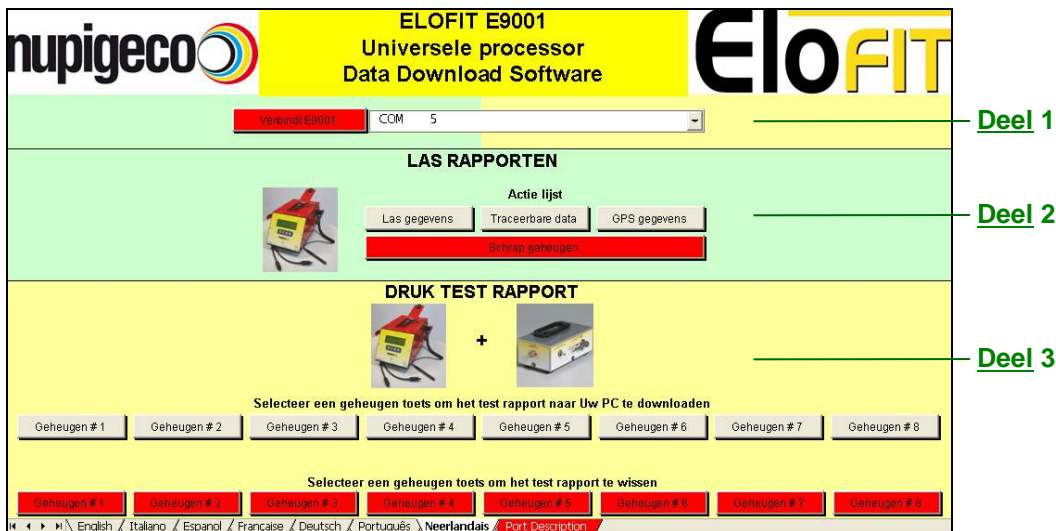 nupigeco
ELOFIT E9001
Universele processor
Data Download Software
EloFIT
Verbindt E9001
COM 5
Deel 1
LAS RAPPORTEN
Actie lijst
Las gegevens Traceerbare data GPS gegevens
Deel 2
Schrap geheugen
DRUK TEST RAPPORT
+
Deel 3
Selecteer een geheugen toets om het test rapport naar Uw PC te downloaden
Geheugen # 1 Geheugen # 2 Geheugen # 3 Geheugen # 4 Geheugen # 5 Geheugen # 6 Geheugen # 7 Geheugen # 8
Selecteer een geheugen toets om het test rapport te wissen
Geheugen # 1 Geheugen # 2 Geheugen # 3 Geheugen # 4 Geheugen # 5 Geheugen # 6 Geheugen # 7 Geheugen # 8
English / Italiano / Espanol / Française / Deutsch / Português \ Neerlandais / Port Description